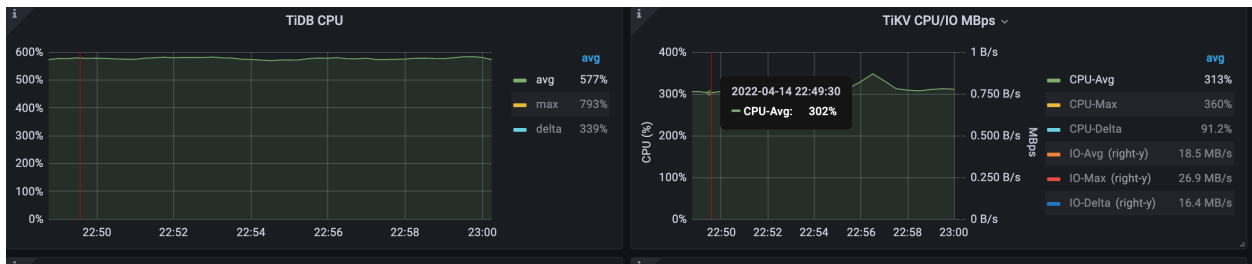 TiDB CPU
600%
500%
400%
300%
200%
100%
0%
22:50 22:52 22:54 22:56 22:58 23:00
avg
avg 577%
max 793%
delta 339%
TiKV CPU/IO MBps
CPU (%)
400%
300%
200%
100%
0%
2022-04-14 22:49:30
CPU-Avg: 302%
1 B/s
0.750 B/s
0.500 B/s
0.250 B/s
0 B/s
MBps
22:50 22:52 22:54 22:56 22:58 23:00
avg
CPU-Avg 313%
CPU-Max 360%
CPU-Delta 91.2%
IO-Avg (right-y) 18.5 MB/s
IO-Max (right-y) 26.9 MB/s
IO-Delta (right-y) 16.4 MB/s